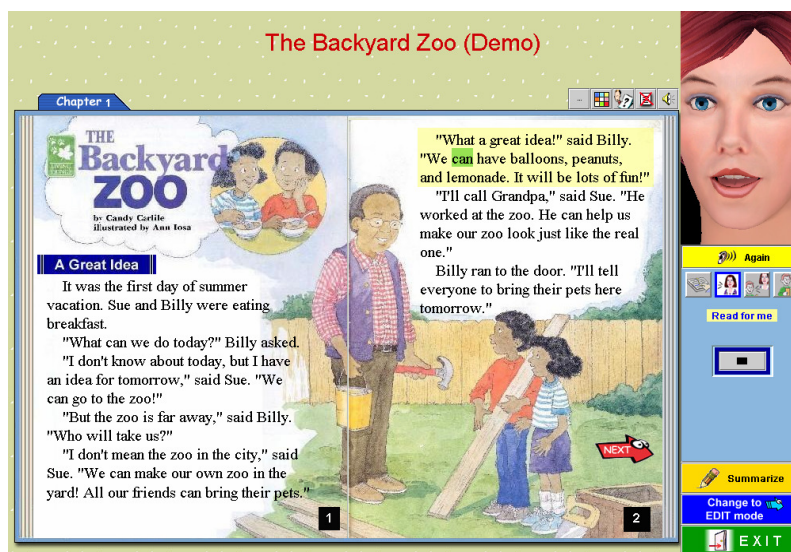 The Backyard Zoo (Demo)
Chapter 1
...
?
THE
Backyard
ZOO
by Candy Carlile
illustrated by Ann Iosa
A Great Idea
It was the first day of summer
vacation. Sue and Billy were eating
breakfast.
"What can we do today?" Billy asked.
"I don't know about today, but I have
an idea for tomorrow," said Sue. "We
can go to the zoo!"
"But the zoo is far away," said Billy.
"Who will take us?"
"I don't mean the zoo in the city," said
Sue. "We can make our own zoo in the
yard! All our friends can bring their pets."
1
"What a great idea!" said Billy.
"We can have balloons, peanuts,
and lemonade. It will be lots of fun!"
"I'll call Grandpa," said Sue. "He
worked at the zoo. He can help us
make our zoo look just like the real
one."
Billy ran to the door. "I'll tell
everyone to bring their pets here
tomorrow."
NEXT
2
Again
Read for me
Summarize
Change to
EDIT mode
EXIT